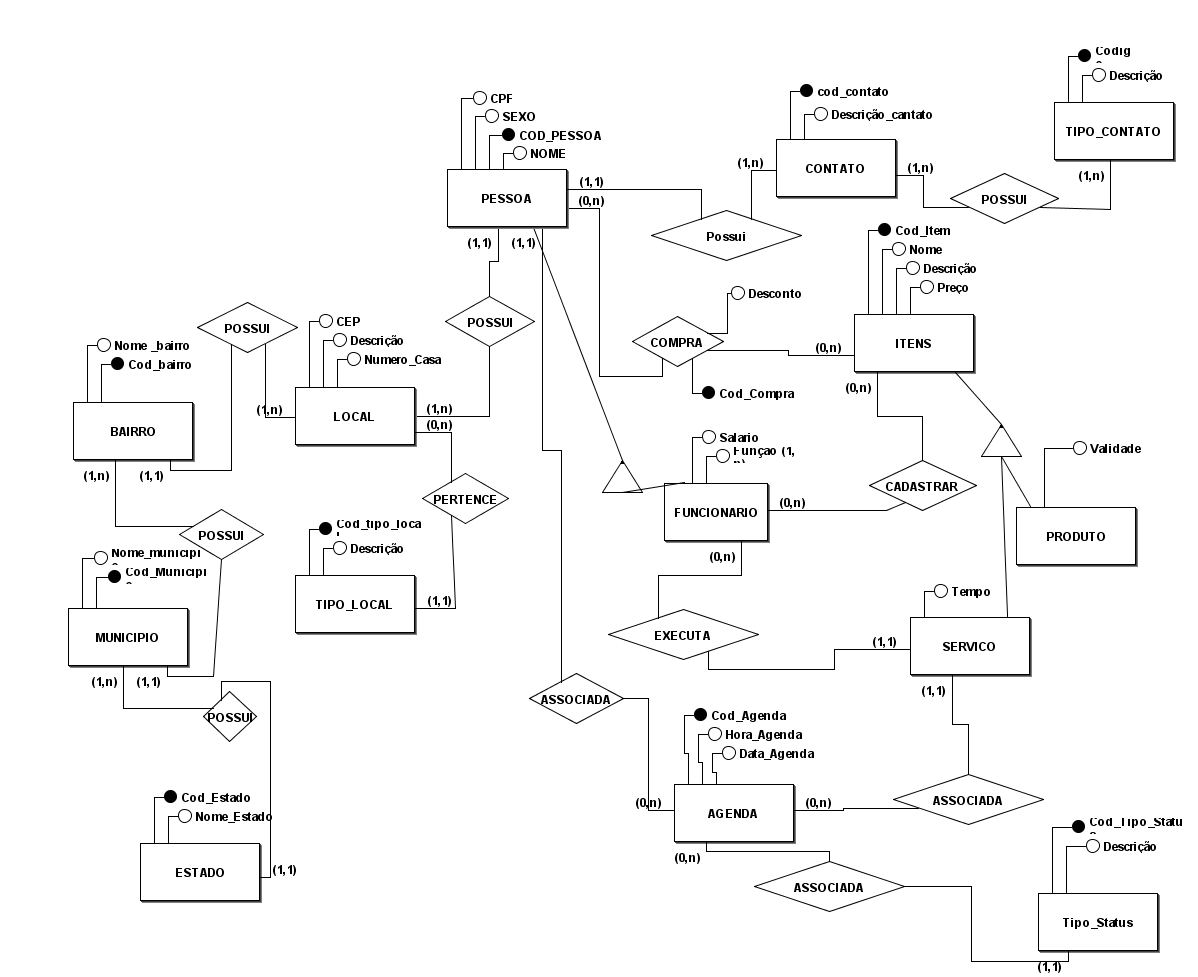 Codig
Descrição
TIPO_CONTATO
(1,n)
cod_contato
Descrição_cantato
CONTATO
(1,n)
(1,n)
POSSUI
CPF
SEXO
COD_PESSOA
NOME
PESSOA
(1,1)
(0,n)
(1,1)
(1,1)
Possui
Cod_Item
Nome
Descrição
Preço
ITENS
(0,n)
(0,n)
Desconto
COMPRA
Cod_Compra
POSSUI
POSSUI
CEP
Descrição
Numero_Casa
LOCAL
(1,n)
(1,n)
(0,n)
Nome_bairro
Cod_bairro
BAIRRO
(1,n)
(1,1)
Salario
Função (1,
FUNCIONARIO
(0,n)
(0,n)
CADASTRAR
Validade
PRODUTO
PERTENCE
Cod_tipo_loca
l
Descrição
TIPO_LOCAL
(1,1)
POSSUI
Nome_municipi
Cod_Municipi
MUNICIPIO
(1,n)
(1,1)
POSSUI
EXECUTA
(1,1)
Tempo
SERVICO
(1,1)
ASSOCIADA
Cod_Agenda
Hora_Agenda
Data_Agenda
AGENDA
(0,n)
(0,n)
(0,n)
ASSOCIADA
Cod_Estado
Nome_Estado
ESTADO
(1,1)
ASSOCIADA
Cod_Tipo_Statu
Descrição
Tipo_Status
(1,1)